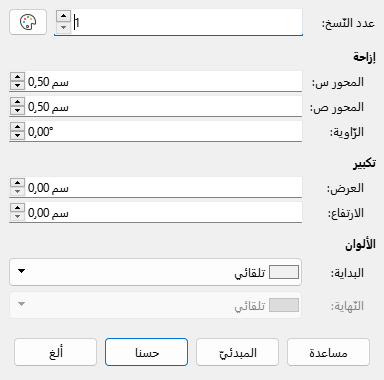 عدد النّسخ: 1
إزاحة
المحور س: 0,50 سم
المحور ص: 0,50 سم
الزّاوية: 0,00°
تكبير
العرض: 0,00 سم
الارتفاع: 0,00 سم
الألوان
البداية: تلقائي
النّهاية: تلقائي
مساعدة المبدئيّ حسنا ألغ